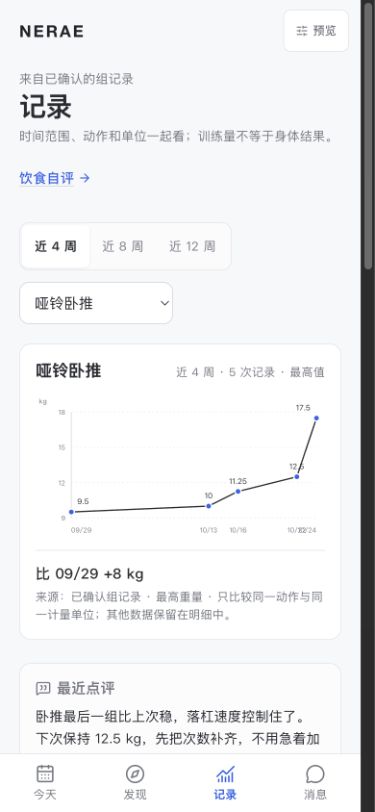 NERAE
预览
来自已确认的组记录
记录
时间范围、动作和单位一起看；训练量不等于身体结果。
饮食自评 →
近 4 周 近 8 周 近 12 周
哑铃卧推
哑铃卧推 近 4 周 · 5 次记录 · 最高值
kg
18
15
12
9
9.5
10
11.25
12.5
17.5
09/29 10/13 10/16 10/24
比 09/29 +8 kg
来源：已确认组记录 · 最高重量 · 只比较同一动作与同
一计量单位；其他数据保留在明细中。
最近点评
卧推最后一组比上次稳，落杠速度控制住了。
下次保持 12.5 kg，先把次数补齐，不用急着加
今天 发现 记录 消息